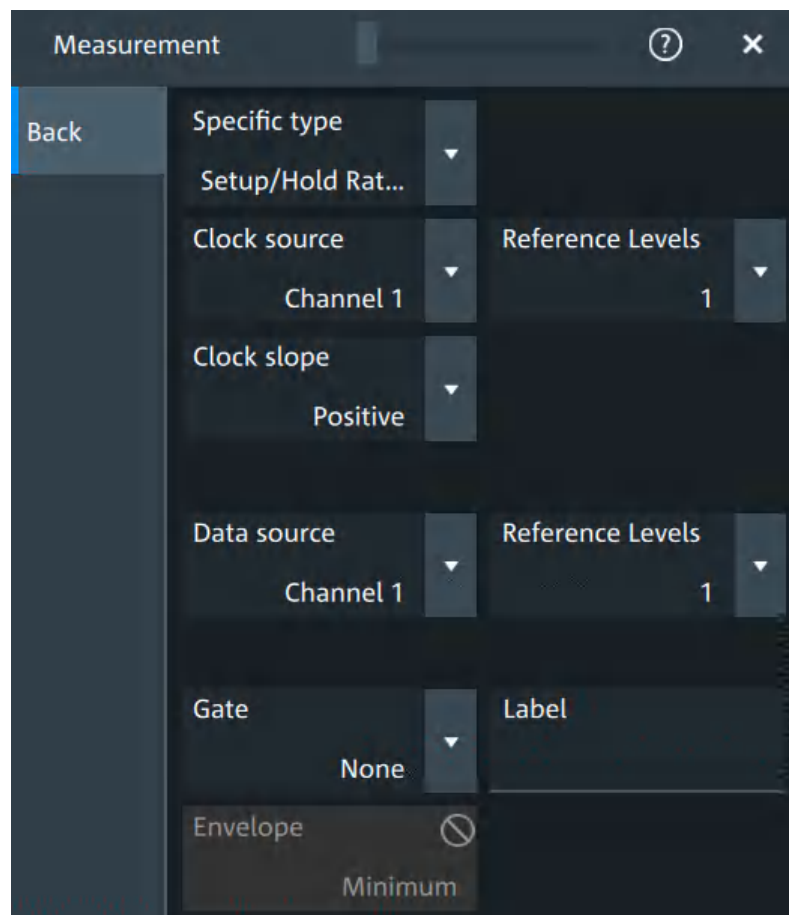 Measurement
Back
Specific type
Setup/Hold Rat...
Clock source
Reference Levels
Channel 1
1
Clock slope
Positive
Data source
Reference Levels
Channel 1
1
Gate
Label
None
Envelope
Minimum